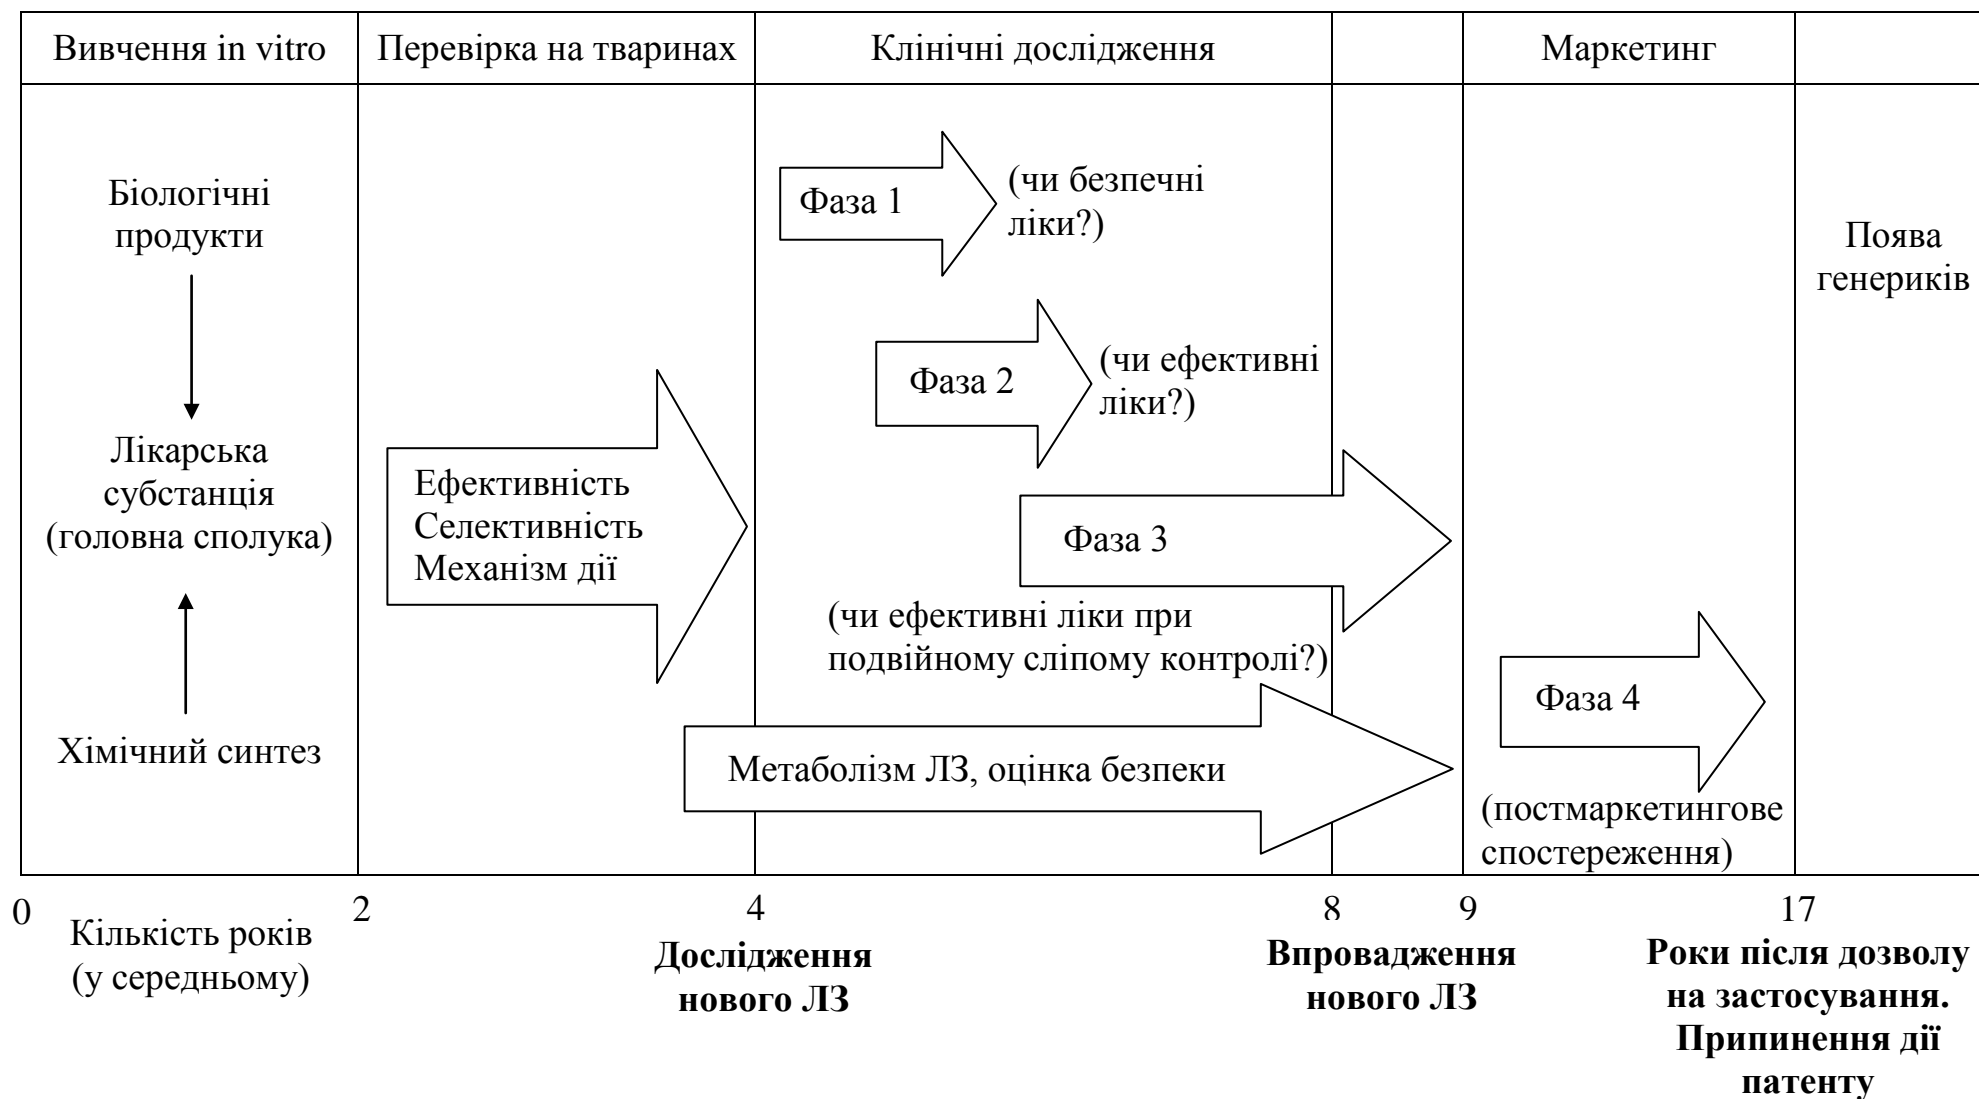 Вивчення in vitro
Перевірка на тваринах
Клінічні дослідження
Маркетинг
Біологічні
продукти
Лікарська
субстанція
(головна сполука)
Хімічний синтез
Ефективність
Селективність
Механізм дії
Фаза 1
(чи безпечні
ліки?)
Фаза 2
(чи ефективні
ліки?)
Фаза 3
(чи ефективні ліки при
подвійному сліпому контролі?)
Метаболізм ЛЗ, оцінка безпеки
Фаза 4
(постмаркетингове
спостереження)
Поява
генериків
0
2
4
8
9
17
Кількість років
(у середньому)
Дослідження
нового ЛЗ
Впровадження
нового ЛЗ
Роки після дозволу
на застосування.
Припинення дії
патенту